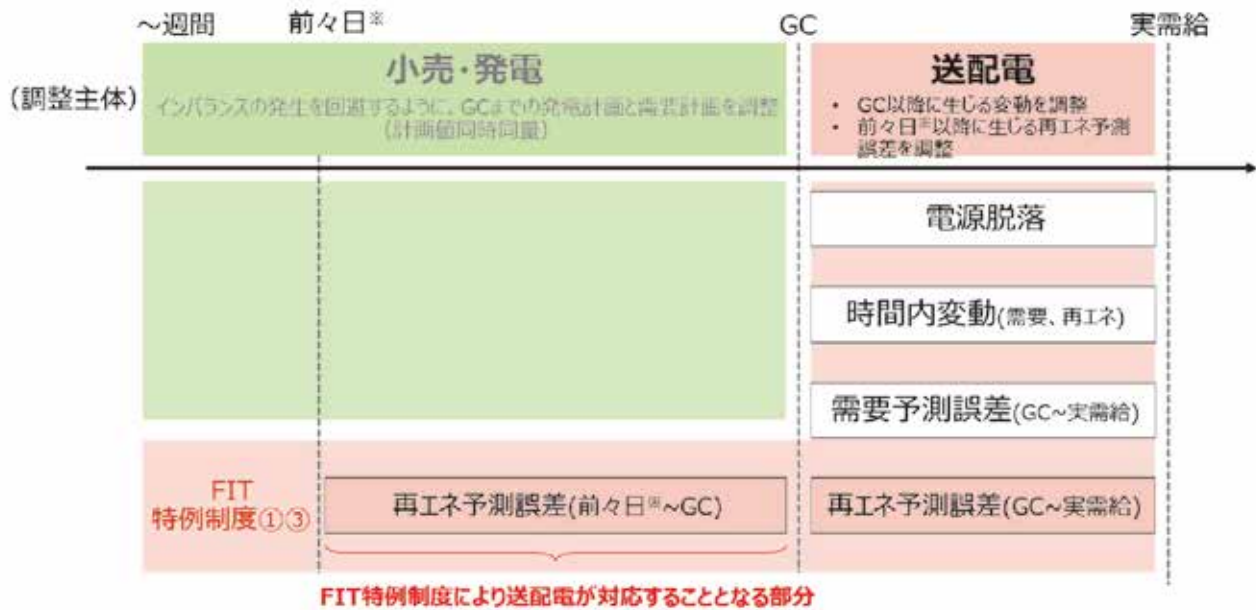 ~週間
前々日※
GC
実需給
(調整主体)
小売・発電
インバランスの発生を回避するように、GCまでの発電計画と需要計画を調整
(計画値同時同量)
送配電
• GC以降に生じる変動を調整
• 前々日※以降に生じる再エネ予測
誤差を調整
電源脱落
時間内変動(需要、再エネ)
需要予測誤差(GC~実需給)
FIT
特例制度①③
再エネ予測誤差(前々日※~GC)
再エネ予測誤差(GC~実需給)
FIT特例制度により送配電が対応することとなる部分